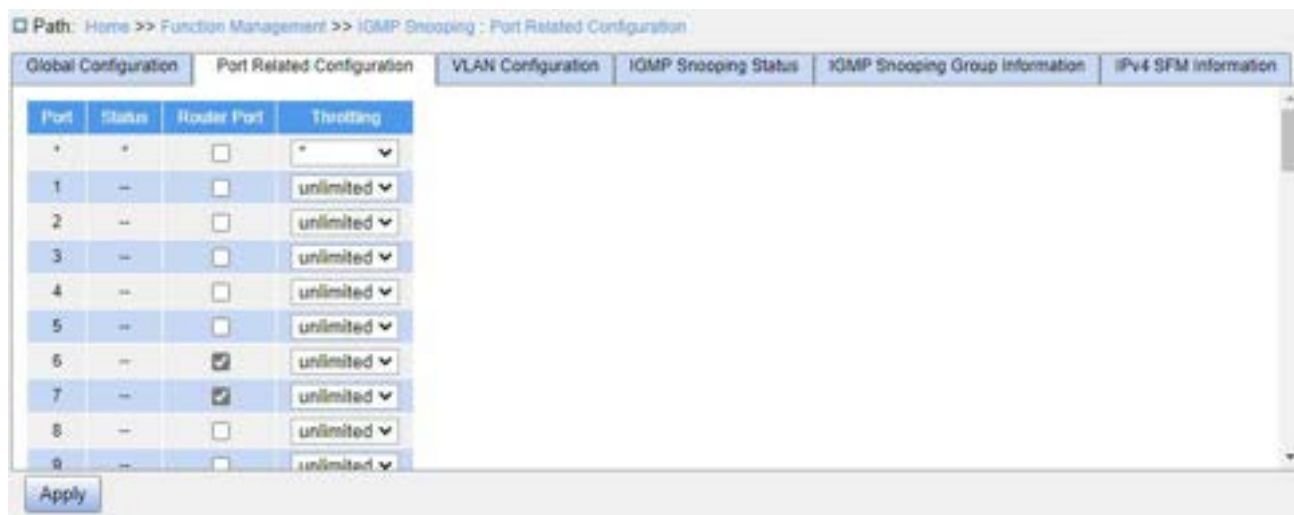 Path: Home >> Function Management >> IGMP Snooping : Port Related Configuration
Global Configuration Port Related Configuration VLAN Configuration IGMP Snooping Status IGMP Snooping Group Information IPv4 SFM Information
Port Status Router Port Throttling
* * *
1 -- unlimited
2 -- unlimited
3 -- unlimited
4 -- unlimited
5 -- unlimited
6 -- unlimited
7 -- unlimited
8 -- unlimited
9 -- unlimited
Apply